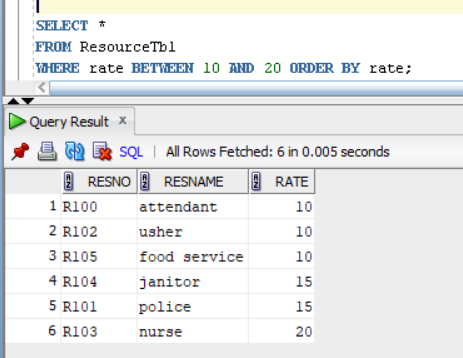 SELECT *
FROM ResourceTbl
WHERE rate BETWEEN 10 AND 20 ORDER BY rate;
Query Result x
SQL | All Rows Fetched: 6 in 0.005 seconds
RESNO RESNAME RATE
1 R100 attendant 10
2 R102 usher 10
3 R105 food service 10
4 R104 janitor 15
5 R101 police 15
6 R103 nurse 20